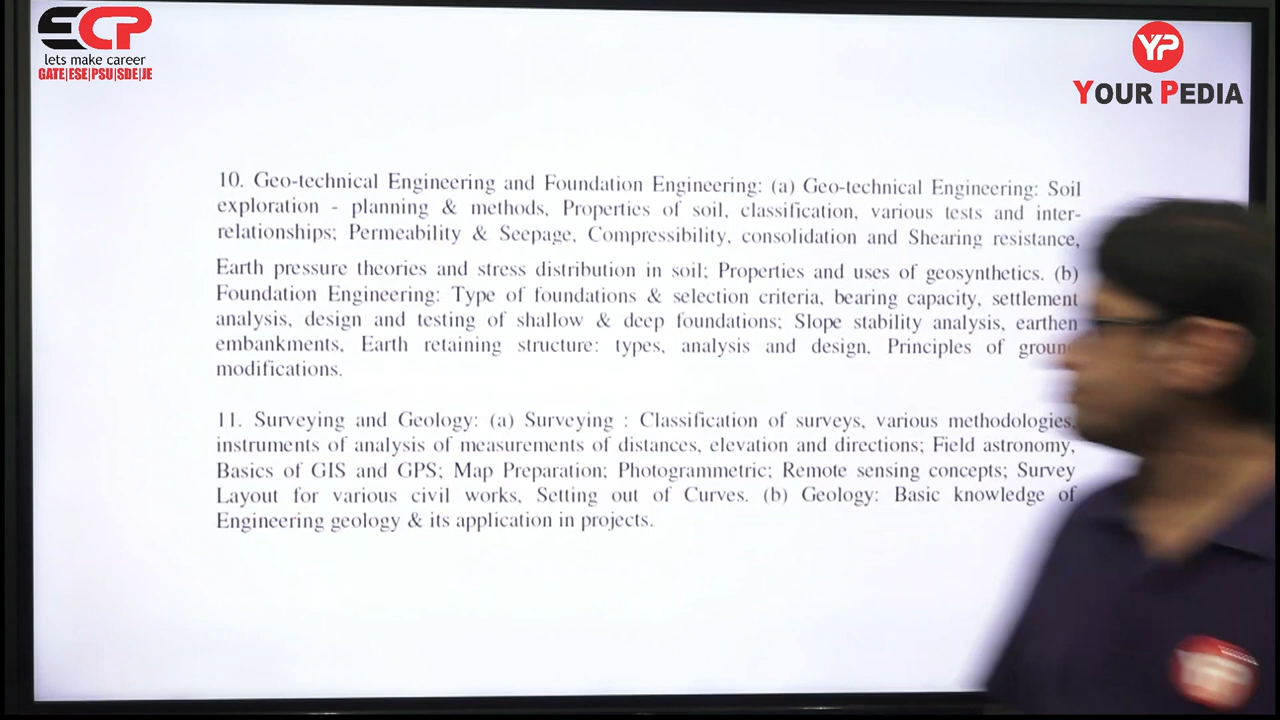 ECP
lets make career
GATE|ESE|PSU|SDE|JE
YP
YOUR PEDIA
10. Geo-technical Engineering and Foundation Engineering: (a) Geo-technical Engineering: Soil
exploration - planning & methods, Properties of soil, classification, various tests and inter-
relationships; Permeability & Seepage, Compressibility, consolidation and Shearing resistance,
Earth pressure theories and stress distribution in soil; Properties and uses of geosynthetics. (b)
Foundation Engineering: Type of foundations & selection criteria, bearing capacity, settlement
analysis, design and testing of shallow & deep foundations; Slope stability analysis, earthen
embankments, Earth retaining structure: types, analysis and design, Principles of ground
modifications.
11. Surveying and Geology: (a) Surveying : Classification of surveys, various methodologies,
instruments of analysis of measurements of distances, elevation and directions; Field astronomy,
Basics of GIS and GPS; Map Preparation; Photogrammetric; Remote sensing concepts; Survey
Layout for various civil works, Setting out of Curves. (b) Geology: Basic knowledge of
Engineering geology & its application in projects.